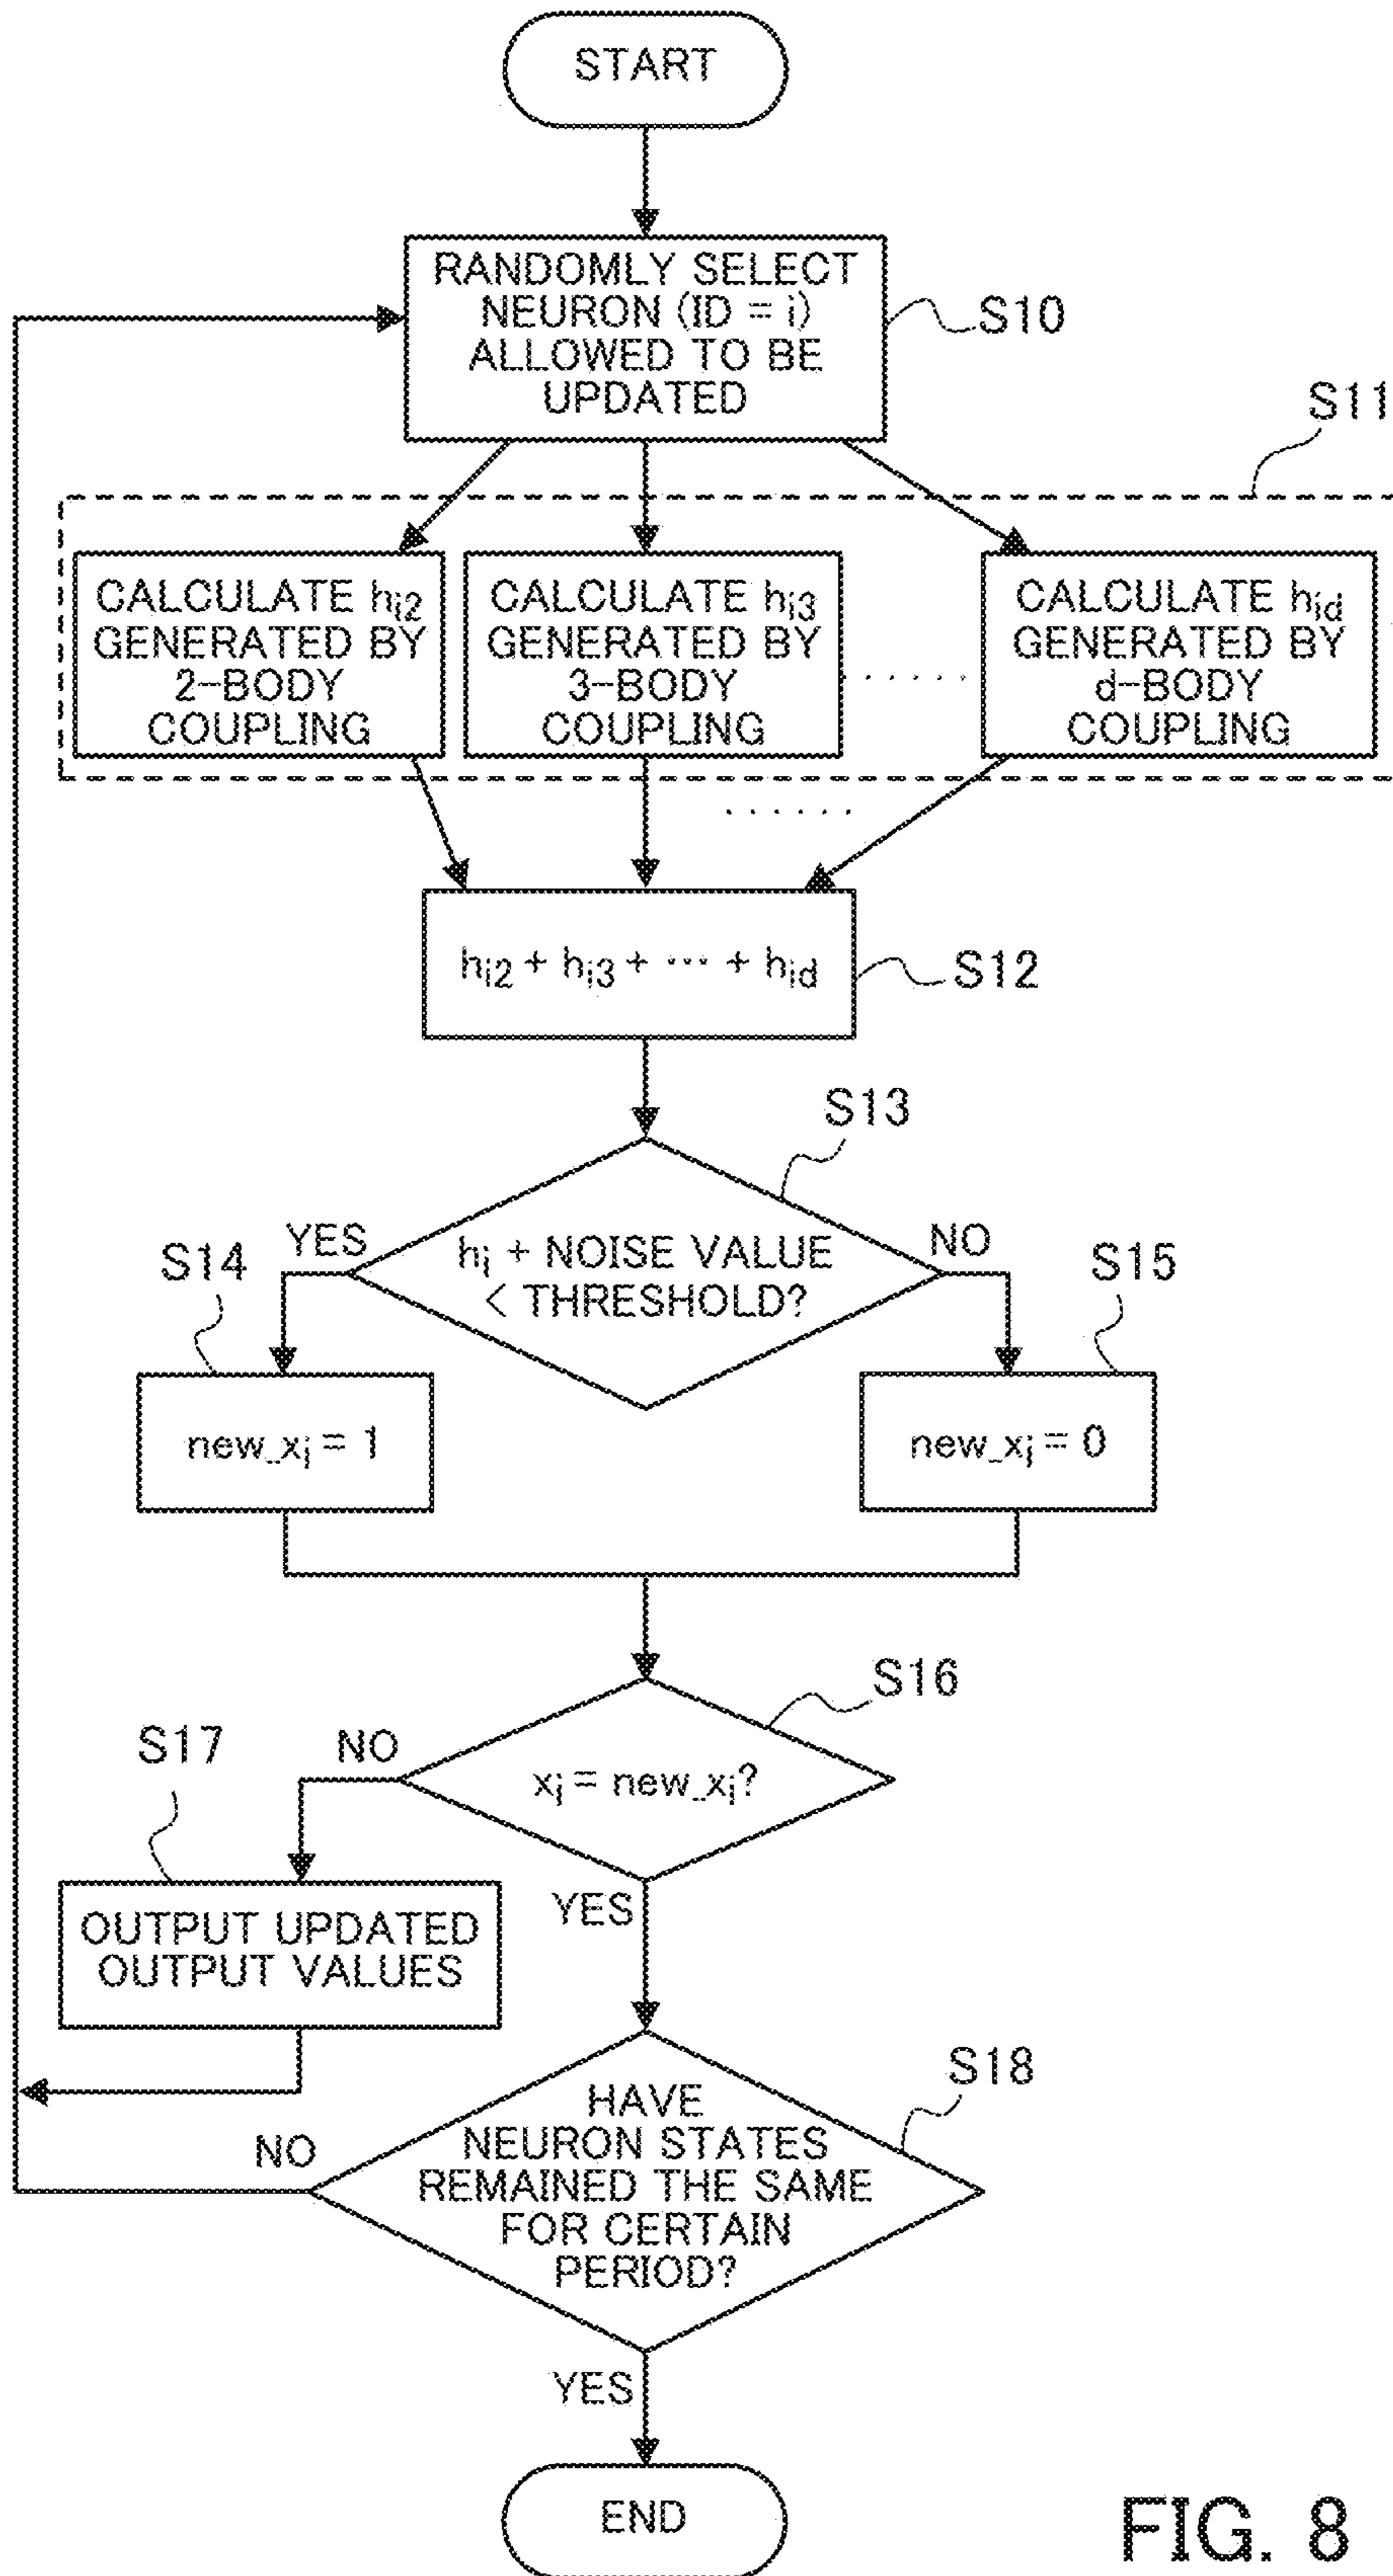 START
RANDOMLY SELECT
NEURON (ID = i)
ALLOWED TO BE
UPDATED
S10
S11
CALCULATE hi2
GENERATED BY
2-BODY
COUPLING
CALCULATE hi3
GENERATED BY
3-BODY
COUPLING
......
CALCULATE hid
GENERATED BY
d-BODY
COUPLING
......
hi2 + hi3 + ··· + hid
S12
S13
hi + NOISE VALUE
< THRESHOLD?
YES
NO
S14
S15
new_xi = 1
new_xi = 0
S16
xi = new_xi?
NO
S17
YES
OUTPUT UPDATED
OUTPUT VALUES
S18
HAVE
NEURON STATES
REMAINED THE SAME
FOR CERTAIN
PERIOD?
NO
YES
END
FIG. 8